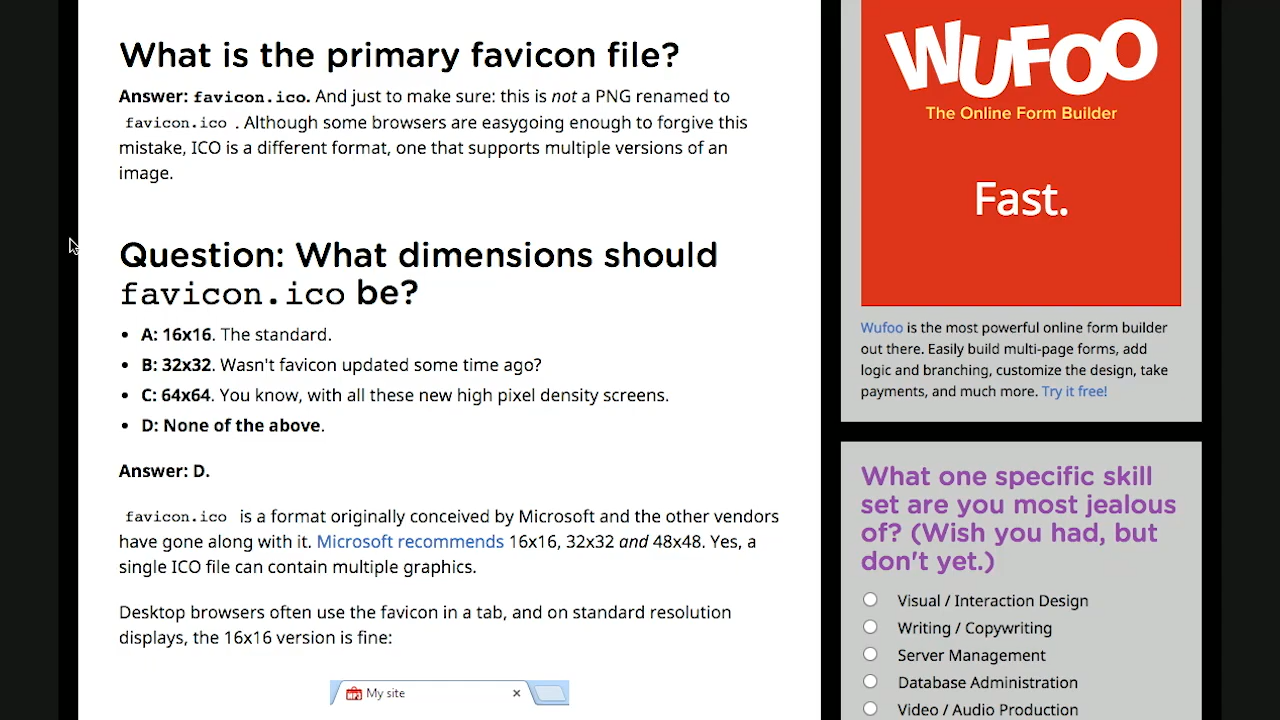 What is the primary favicon file?
Answer: favicon.ico. And just to make sure: this is not a PNG renamed to
favicon.ico . Although some browsers are easygoing enough to forgive this
mistake, ICO is a different format, one that supports multiple versions of an
image.
Question: What dimensions should
favicon.ico be?
• A: 16x16. The standard.
• B: 32x32. Wasn't favicon updated some time ago?
• C: 64x64. You know, with all these new high pixel density screens.
• D: None of the above.
Answer: D.
favicon.ico is a format originally conceived by Microsoft and the other vendors
have gone along with it. Microsoft recommends 16x16, 32x32 and 48x48. Yes, a
single ICO file can contain multiple graphics.
Desktop browsers often use the favicon in a tab, and on standard resolution
displays, the 16x16 version is fine:
My site
WUFOO
The Online Form Builder
Fast.
Wufoo is the most powerful online form builder
out there. Easily build multi-page forms, add
logic and branching, customize the design, take
payments, and much more. Try it free!
What one specific skill
set are you most jealous
of? (Wish you had, but
don't yet.)
Visual / Interaction Design
Writing / Copywriting
Server Management
Database Administration
Video / Audio Production